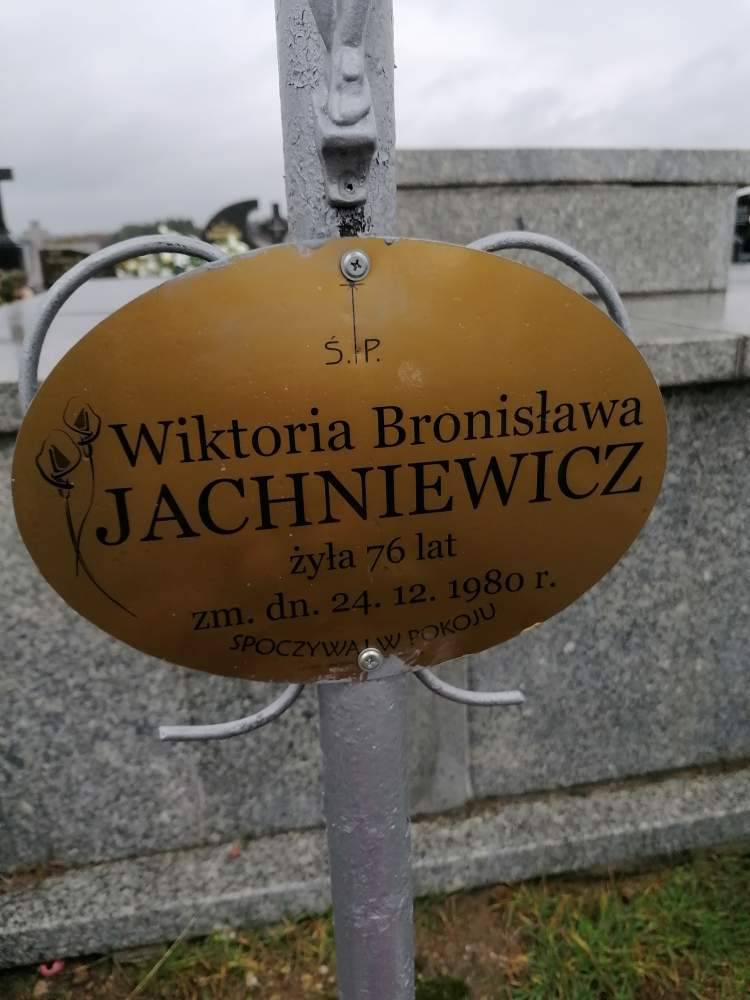 Ś. P.
Wiktoria Bronisława
JACHNIEWICZ
żyła 76 lat
zm. dn. 24. 12. 1980 r.
SPOCZYWAJ W POKOJU